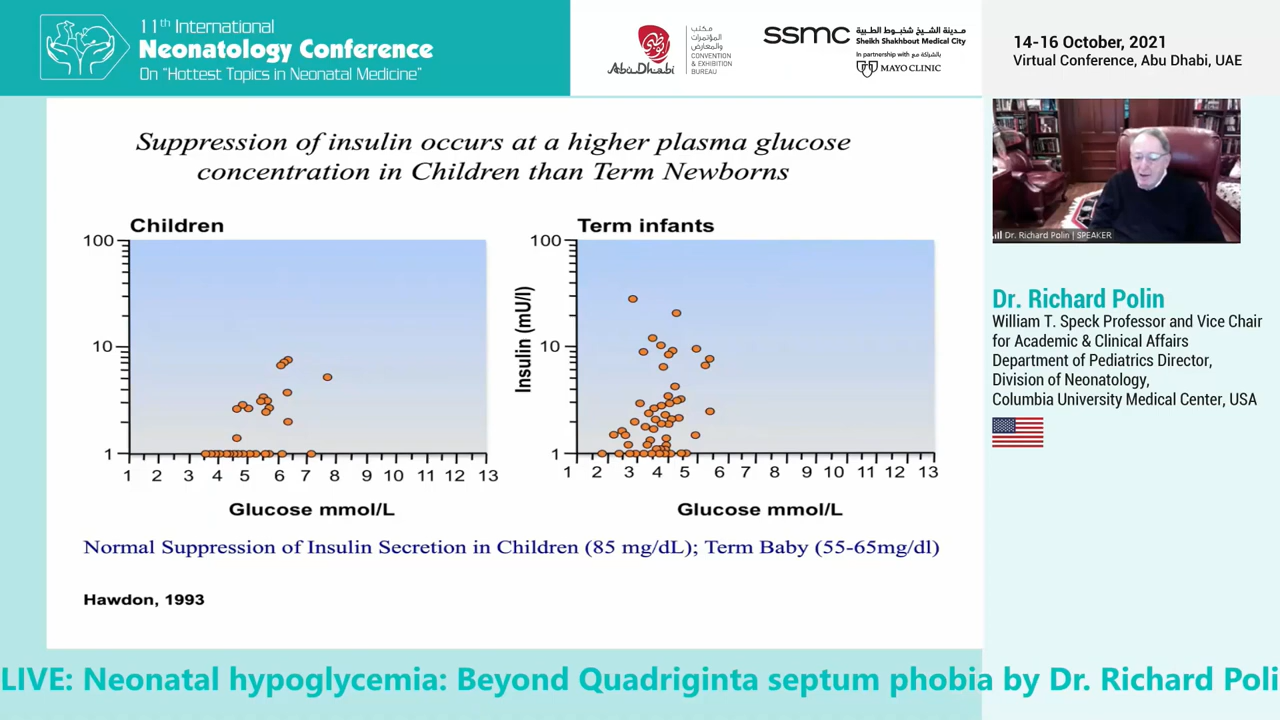 11th International
Neonatology Conference
On “Hottest Topics in Neonatal Medicine”
Abu Dhabi
أبوظبي
مكتب
المؤتمرات
والمعارض
CONVENTION
& EXHIBITION
BUREAU
ssmc
مدينة الشيخ شخبوط الطبية
Sheikh Shakhbout Medical City
In partnership with بالشراكة مع
MAYO CLINIC
14-16 October, 2021
Virtual Conference, Abu Dhabi, UAE
Suppression of insulin occurs at a higher plasma glucose
concentration in Children than Term Newborns
Children
100
10
1
1 2 3 4 5 6 7 8 9 10 11 12 13
Glucose mmol/L
Term infants
Insulin (mU/l)
100
10
1
1 2 3 4 5 6 7 8 9 10 11 12 13
Glucose mmol/L
Normal Suppression of Insulin Secretion in Children (85 mg/dL); Term Baby (55-65mg/dl)
Hawdon, 1993
Dr. Richard Polin | SPEAKER
Dr. Richard Polin
William T. Speck Professor and Vice Chair
for Academic & Clinical Affairs
Department of Pediatrics Director,
Division of Neonatology,
Columbia University Medical Center, USA
LIVE: Neonatal hypoglycemia: Beyond Quadriginta septum phobia by Dr. Richard Poli